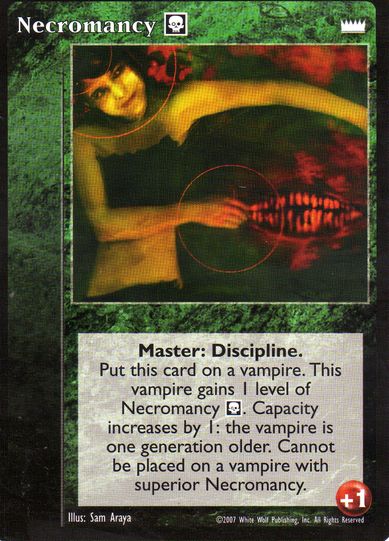 Necromancy
Master: Discipline.
Put this card on a vampire. This
vampire gains 1 level of
Necromancy . Capacity
increases by 1: the vampire is
one generation older. Cannot
be placed on a vampire with
superior Necromancy.
+1
Illus: Sam Araya
©2007 White Wolf Publishing, Inc. All Rights Reserved